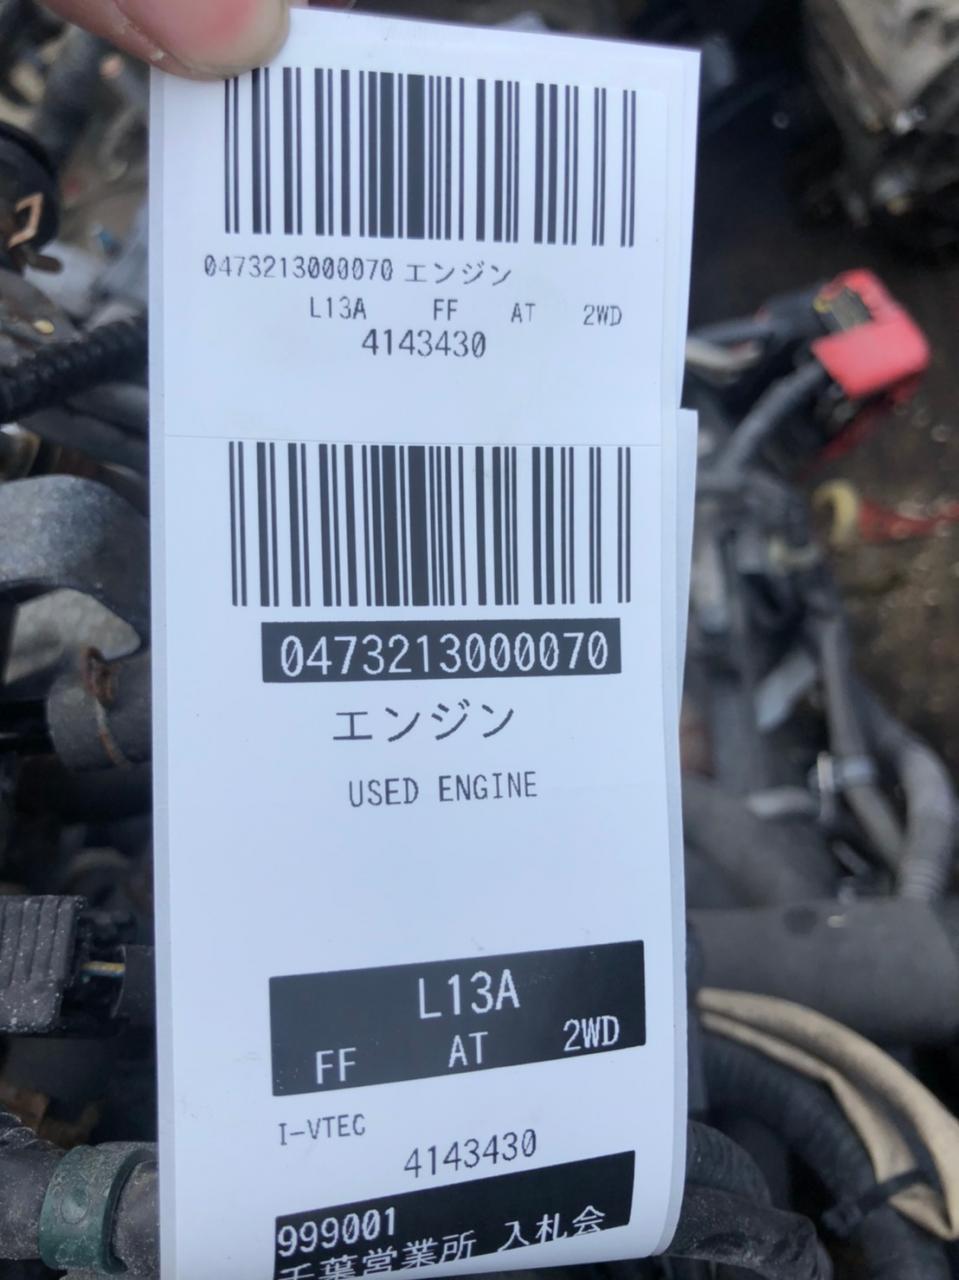 0473213000070 エンジン
L13A FF AT 2WD
4143430
0473213000070
エンジン
USED ENGINE
L13A
FF AT 2WD
I-VTEC
4143430
999001
千葉営業所 入札会